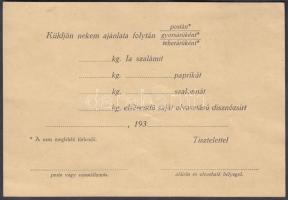 postán*
Küldjön nekem ajánlata folytán gyorsáruként*
teheráruként*
kg. Ia szalámit
kg. paprikát
kg. szalonnát
kg. elsőrendű saját olvasztású disznózsírt
, 193
* A nem megfelelő törlendő. Tisztelettel
posta vagy vasútállomás. aláírás és olvasható bélyegző.